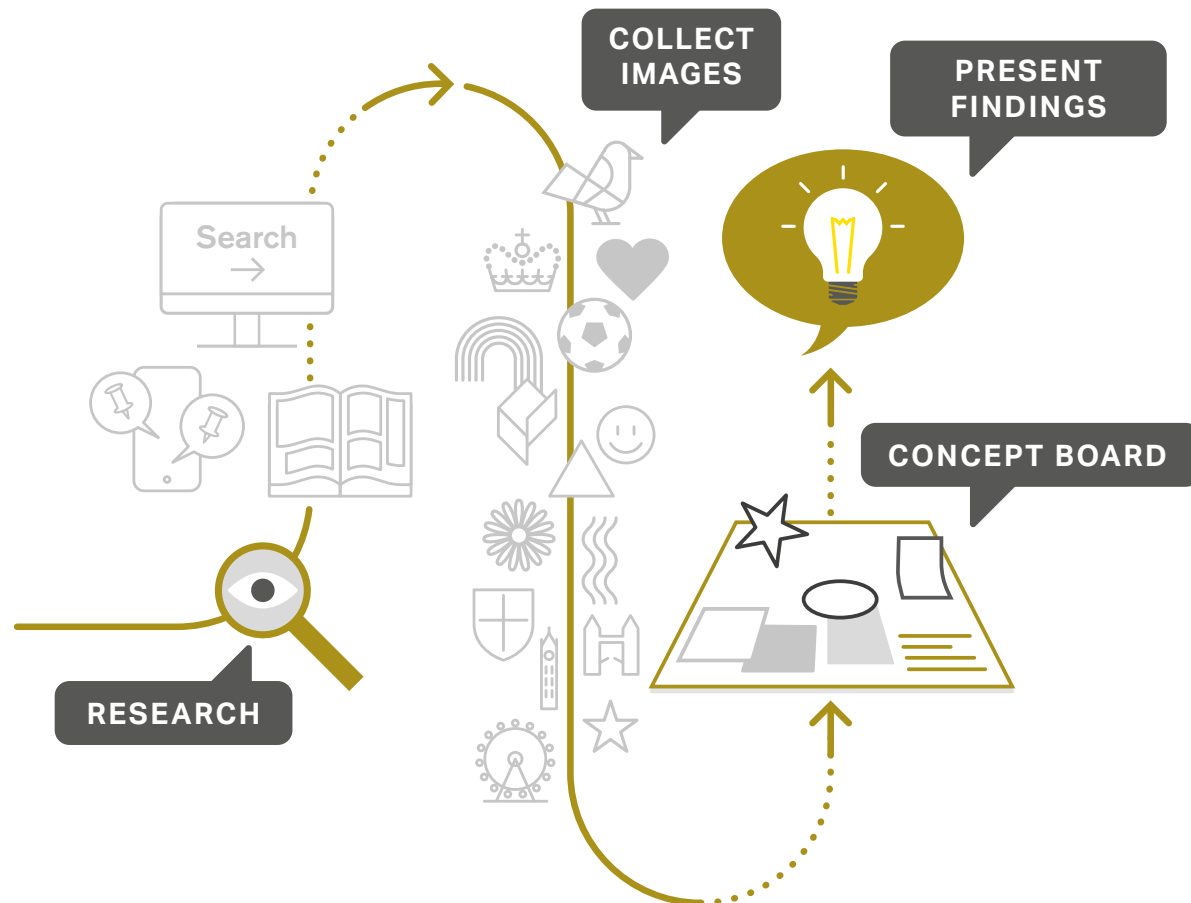 COLLECT
IMAGES
PRESENT
FINDINGS
Search
CONCEPT BOARD
RESEARCH